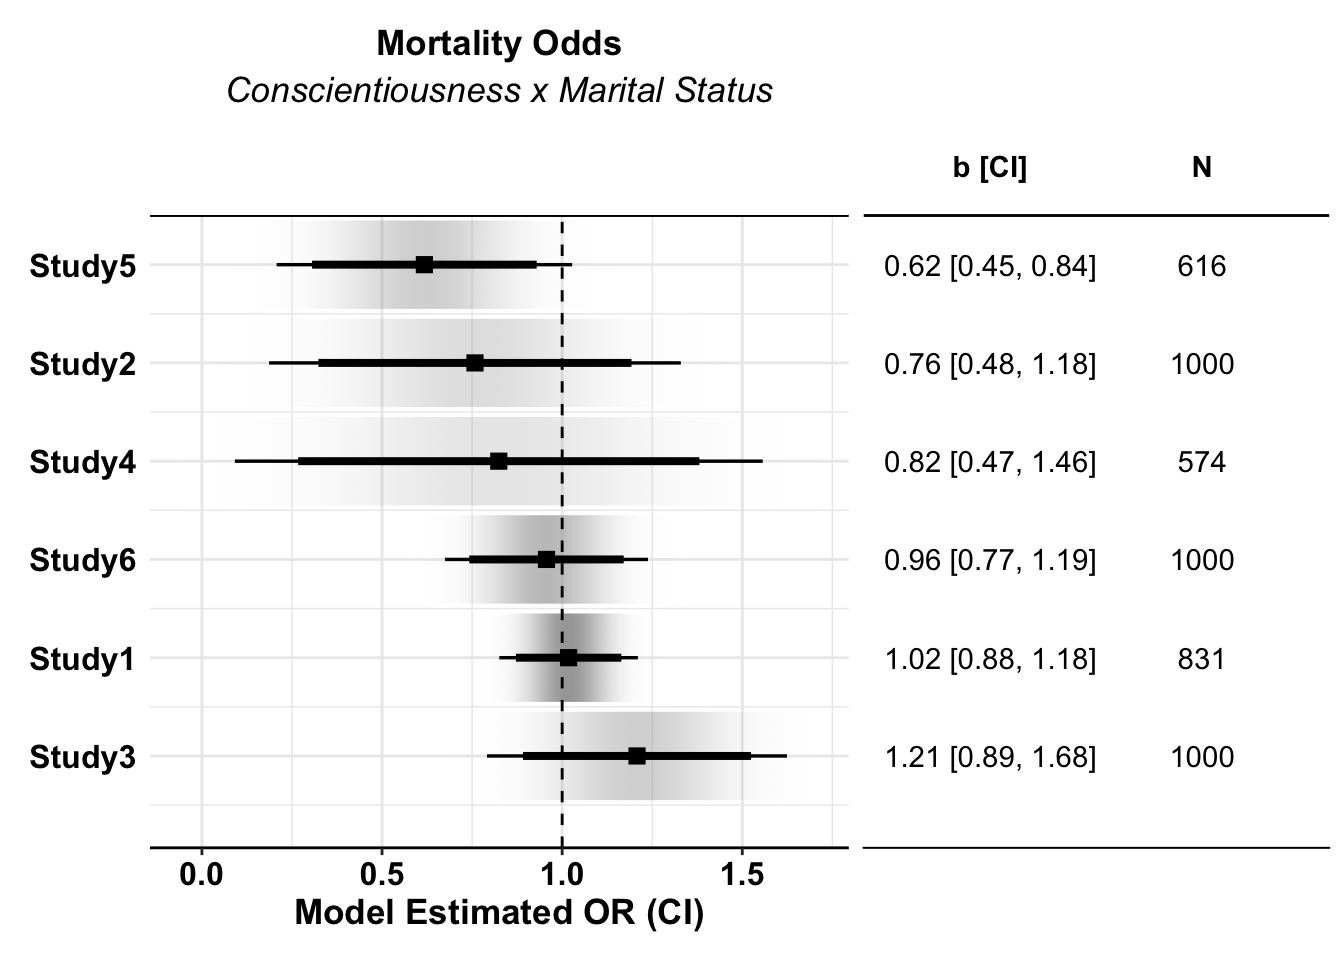 Mortality Odds
Conscientiousness x Marital Status
b [CI] N
Study5 0.62 [0.45, 0.84] 616
Study2 0.76 [0.48, 1.18] 1000
Study4 0.82 [0.47, 1.46] 574
Study6 0.96 [0.77, 1.19] 1000
Study1 1.02 [0.88, 1.18] 831
Study3 1.21 [0.89, 1.68] 1000
0.0 0.5 1.0 1.5
Model Estimated OR (CI)